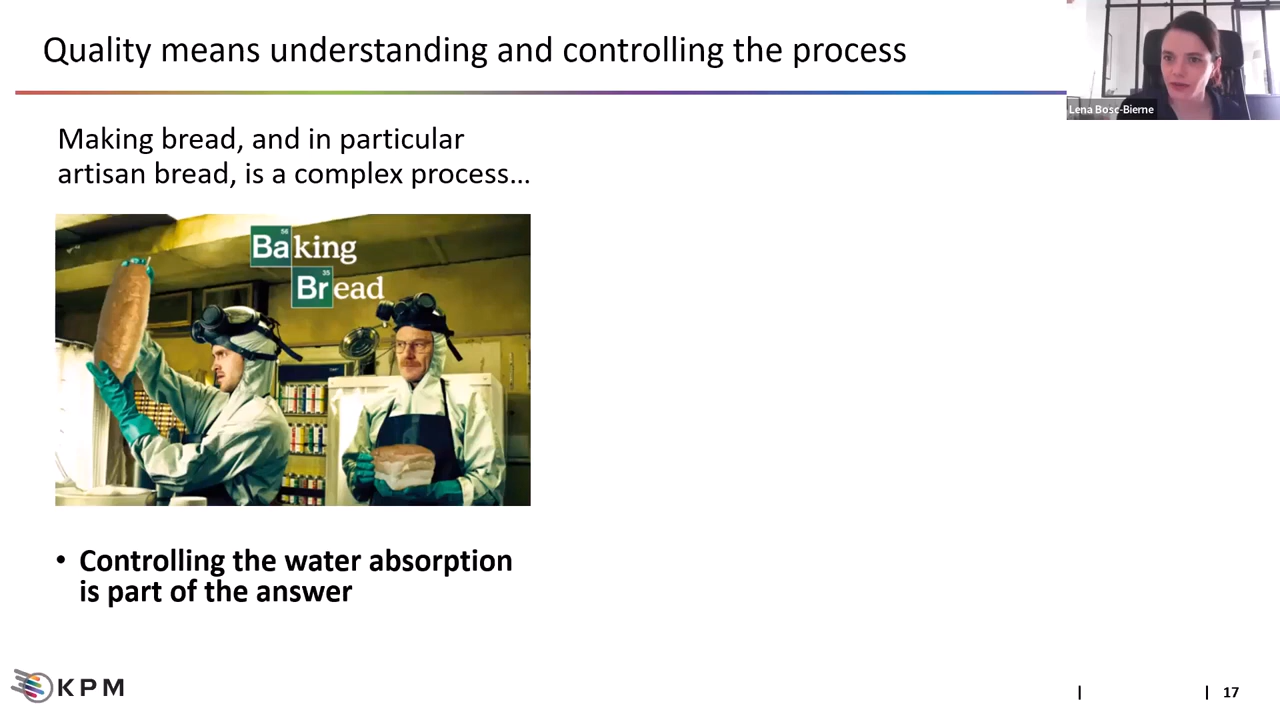 Quality means understanding and controlling the process
Lena Bosc-Bierne
Making bread, and in particular
artisan bread, is a complex process...
56
Baking
35
Bread
• Controlling the water absorption
is part of the answer
KPM
| | 17